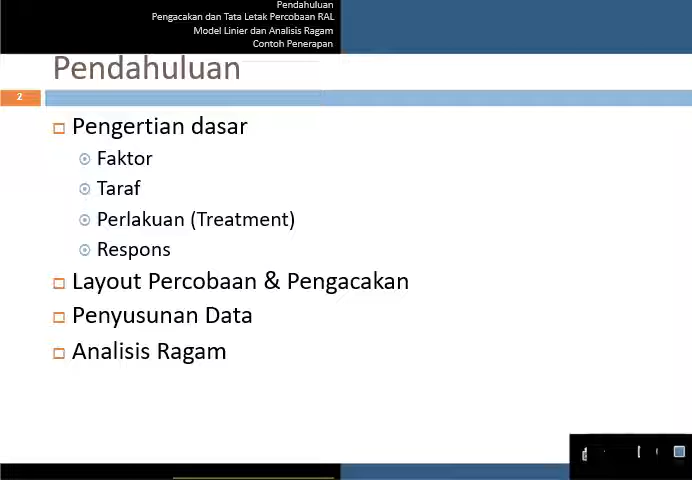 Pendahuluan
Pengacakan dan Tata Letak Percobaan RAL
Model Linier dan Analisis Ragam
Contoh Penerapan
Pendahuluan
2
Pengertian dasar
Faktor
Taraf
Perlakuan (Treatment)
Respons
Layout Percobaan & Pengacakan
Penyusunan Data
Analisis Ragam